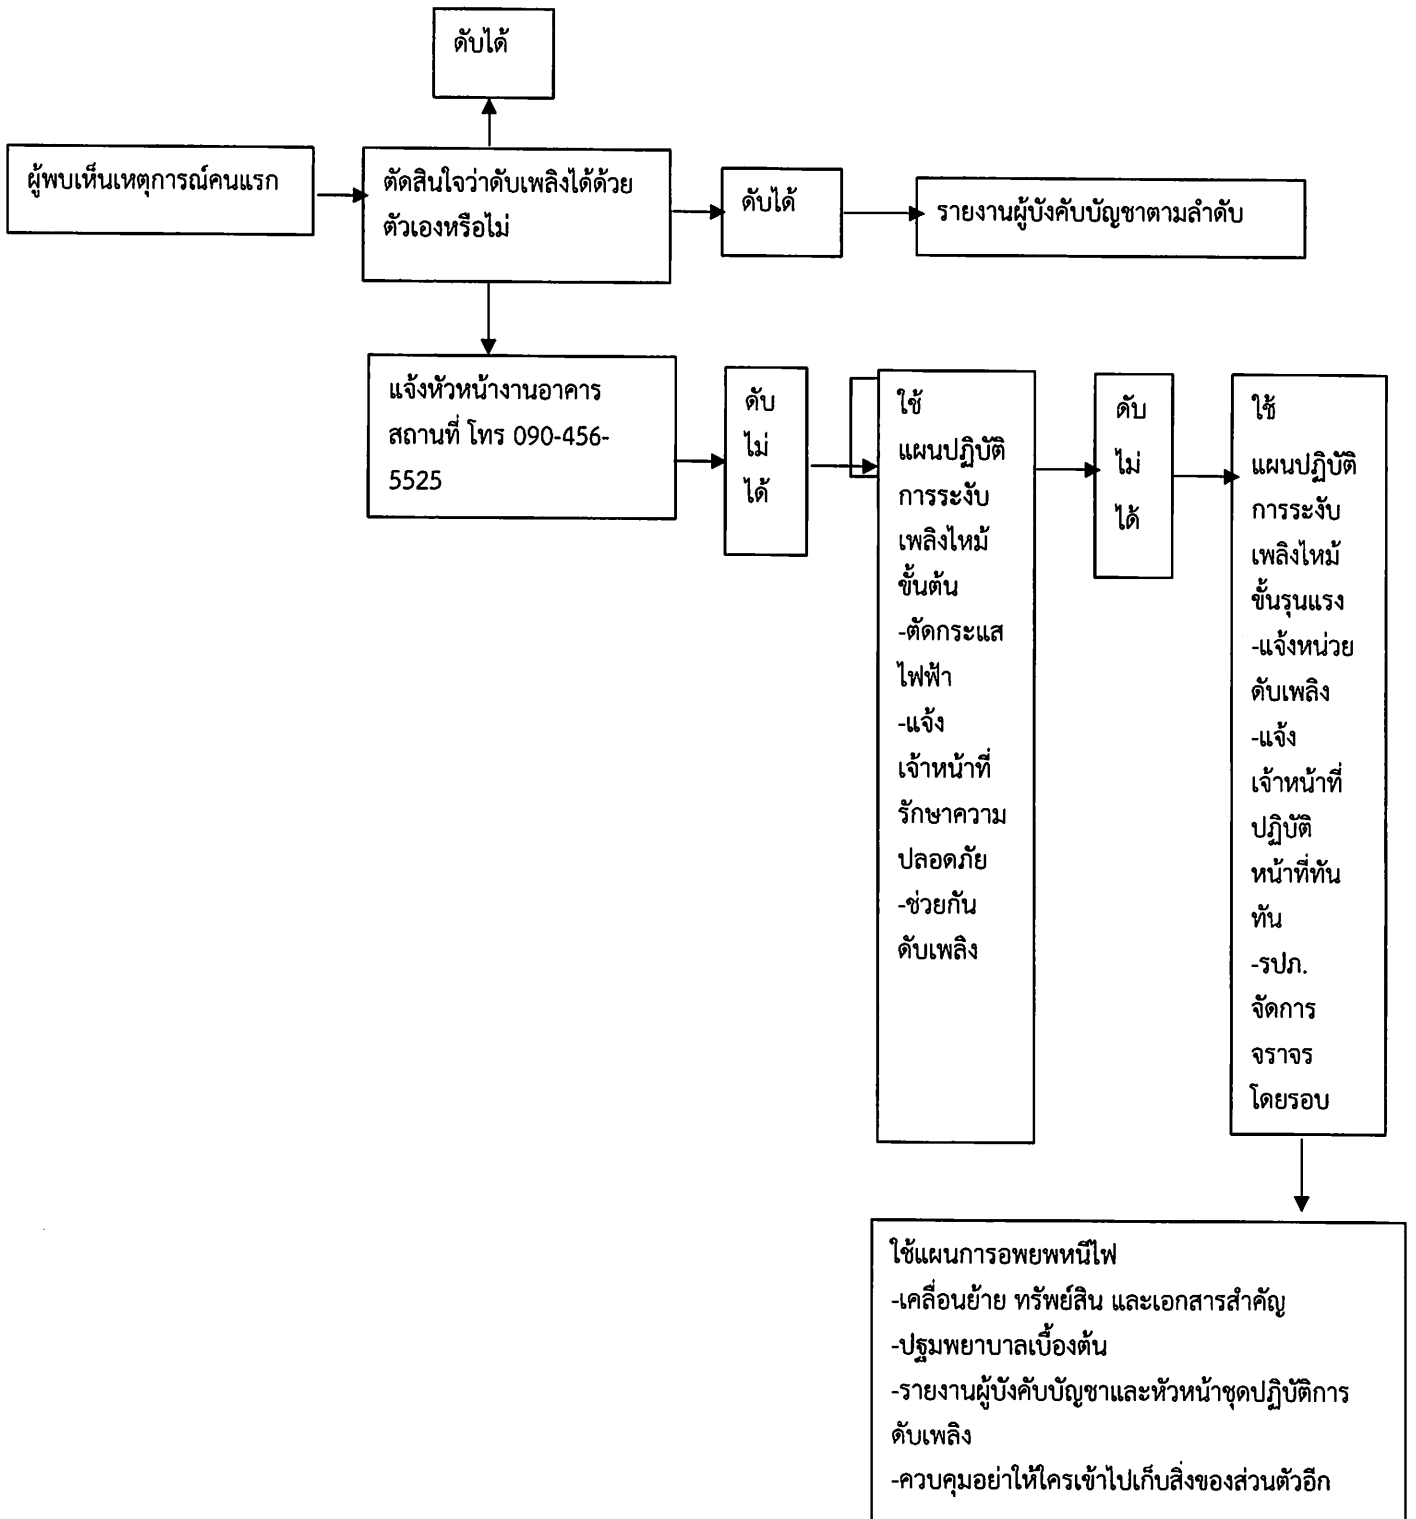 ดับได้
ผู้พบเห็นเหตุการณ์คนแรก
ตัดสินใจว่าดับเพลิงได้ด้วย
ตัวเองหรือไม่
ดับได้
รายงานผู้บังคับบัญชาตามลำดับ
แจ้งหัวหน้างานอาคาร
สถานที่ โทร 090-456-
5525
ดับ
ไม่
ได้
ใช้
แผนปฏิบัติ
การระงับ
เพลิงไหม้
ขั้นต้น
-ตัดกระแส
ไฟฟ้า
-แจ้ง
เจ้าหน้าที่
รักษาความ
ปลอดภัย
-ช่วยกัน
ดับเพลิง
ดับ
ไม่
ได้
ใช้
แผนปฏิบัติ
การระงับ
เพลิงไหม้
ขั้นรุนแรง
-แจ้งหน่วย
ดับเพลิง
-แจ้ง
เจ้าหน้าที่
ปฏิบัติ
หน้าที่ทัน
ทัน
-รปภ.
จัดการ
จราจร
โดยรอบ
ใช้แผนการอพยพหนีไฟ
-เคลื่อนย้าย ทรัพย์สิน และเอกสารสำคัญ
-ปฐมพยาบาลเบื้องต้น
-รายงานผู้บังคับบัญชาและหัวหน้าชุดปฏิบัติการ
ดับเพลิง
-ควบคุมอย่าให้ใครเข้าไปเก็บสิ่งของส่วนตัวอีก